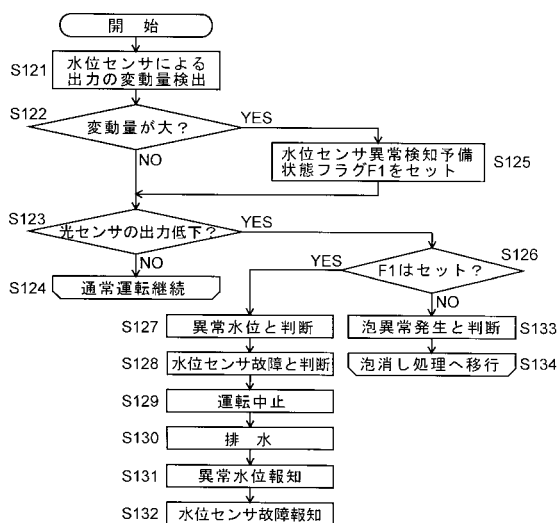 開 始
S121
水位センサによる
出力の変動量検出
S122
変動量が大？
YES
NO
水位センサ異常検知予備
状態フラグF1をセット
S125
S123
光センサの出力低下？
YES
NO
S124
通常運転継続
S126
F1はセット？
YES
NO
S127
異常水位と判断
泡異常発生と判断
S133
S128
水位センサ故障と判断
泡消し処理へ移行
S134
S129
運転中止
S130
排 水
S131
異常水位報知
S132
水位センサ故障報知